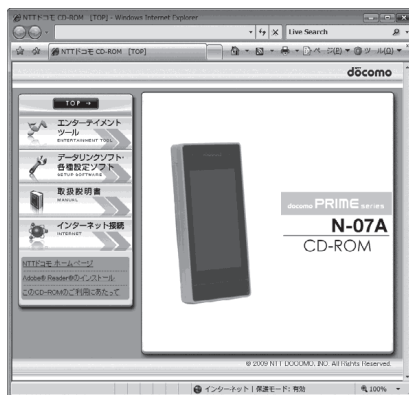 NTTドコモ CD-ROM [TOP] - Windows Internet Explorer
Live Search
NTTドコモ CD-ROM [TOP]
ページ(P)
ツール(O)
döcomo
TOP →
エンターテイメント
ツール
ENTERTAINMENT TOOL
データリンクソフト・
各種設定ソフト
SETUP SOFTWARE
取扱説明書
MANUAL
インターネット接続
INTERNET
NTTドコモ ホームページ
Adobe® Reader®のインストール
このCD-ROMのご利用にあたって
docomo PRIME series
N-07A
CD-ROM
© 2009 NTT DOCOMO, INC. All Rights Reserved.
インターネット | 保護モード: 有効
100%